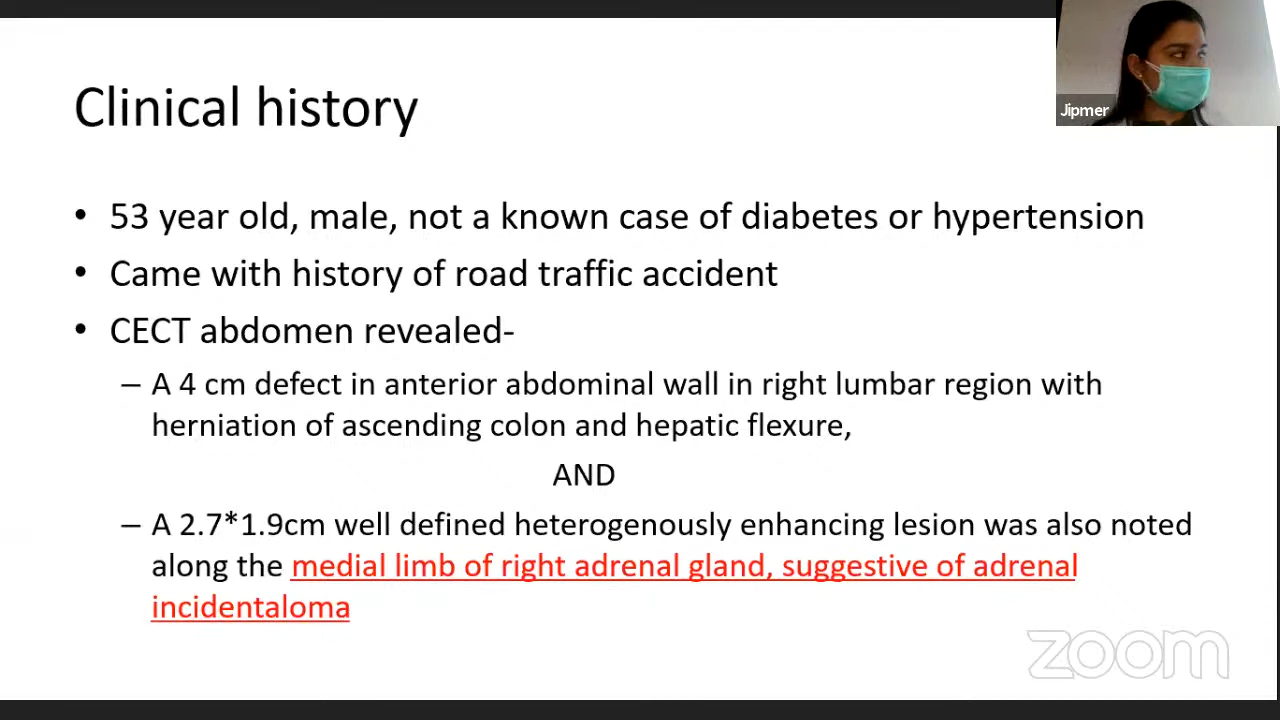 Clinical history
Jipmer
• 53 year old, male, not a known case of diabetes or hypertension
• Came with history of road traffic accident
• CECT abdomen revealed-
– A 4 cm defect in anterior abdominal wall in right lumbar region with
herniation of ascending colon and hepatic flexure,
AND
– A 2.7*1.9cm well defined heterogenously enhancing lesion was also noted
along the medial limb of right adrenal gland, suggestive of adrenal
incidentaloma
zoom